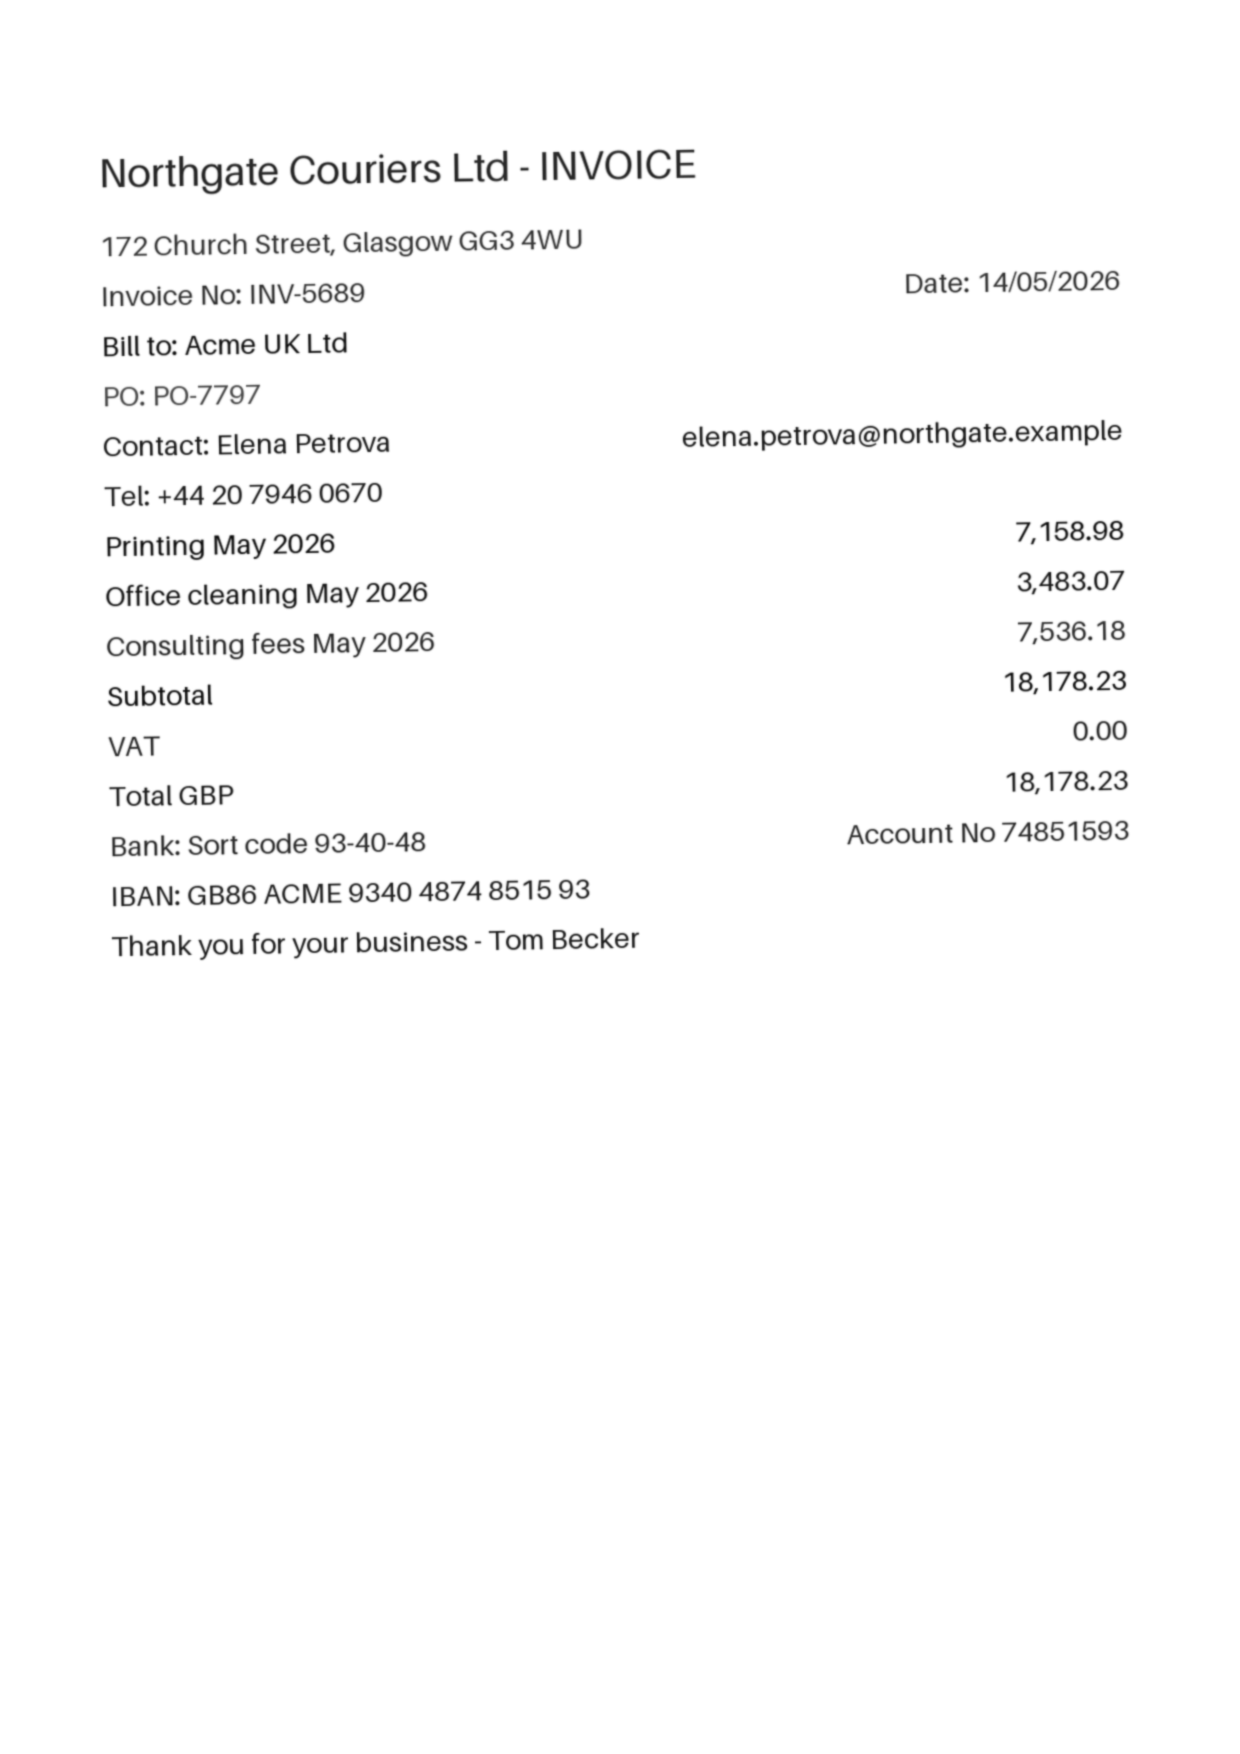 Northgate Couriers Ltd - INVOICE
172 Church Street, Glasgow GG3 4WU
Invoice No: INV-5689 Date: 14/05/2026
Bill to: Acme UK Ltd
PO: PO-7797
Contact: Elena Petrova elena.petrova@northgate.example
Tel: +44 20 7946 0670
Printing May 2026 7,158.98
Office cleaning May 2026 3,483.07
Consulting fees May 2026 7,536.18
Subtotal 18,178.23
VAT 0.00
Total GBP 18,178.23
Bank: Sort code 93-40-48 Account No 74851593
IBAN: GB86 ACME 9340 4874 8515 93
Thank you for your business - Tom Becker